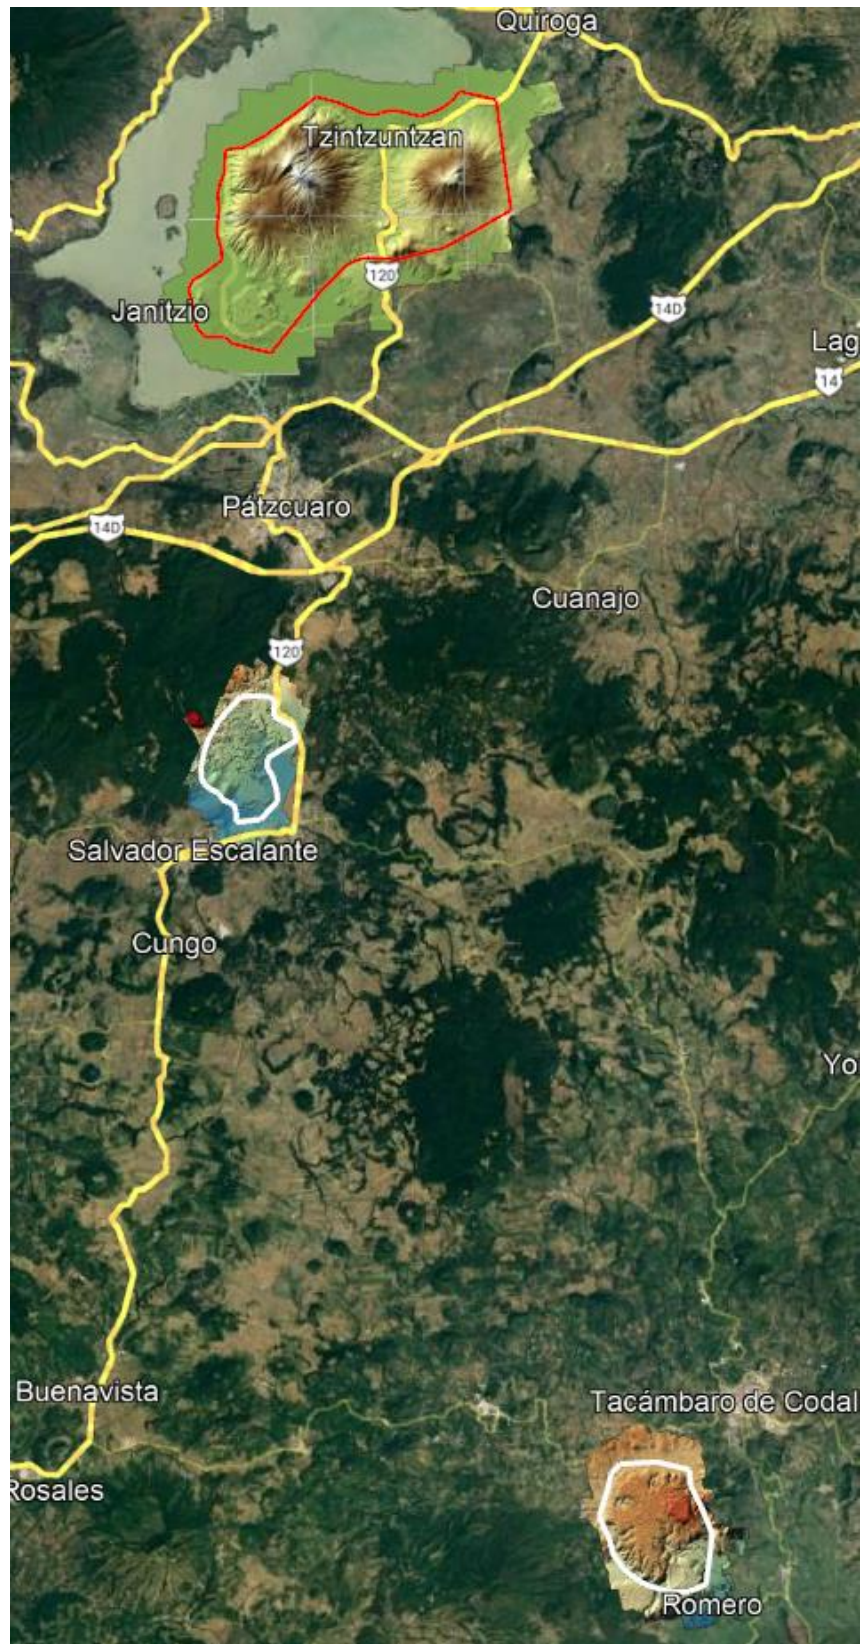 Quiroga
Tzintzuntzan
120
Janitzio
14D
Lag
14
Pátzcuaro
14D
Cuanajo
120
Salvador Escalante
Cungo
Yo
Buenavista
Tacámbaro de Codal
Rosales
Romero